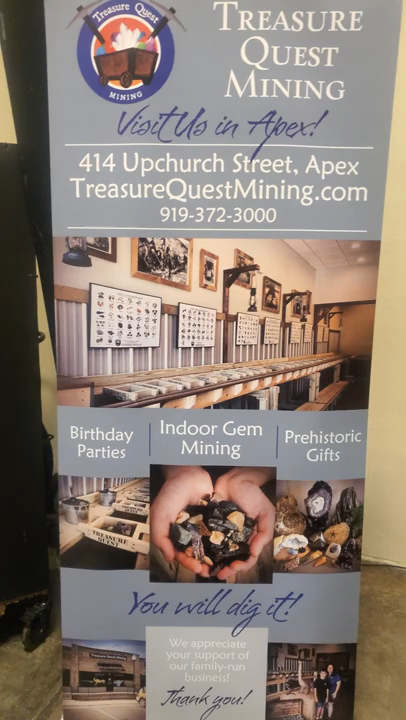 Treasure Quest
MINING
TREASURE
QUEST
MINING
Visit Us in Apex!
414 Upchurch Street, Apex
TreasureQuestMining.com
919-372-3000
Birthday
Parties
Indoor Gem
Mining
Prehistoric
Gifts
TREASURE
QUEST
You will dig it!
We appreciate
your support of
our family-run
business!
Thank you!